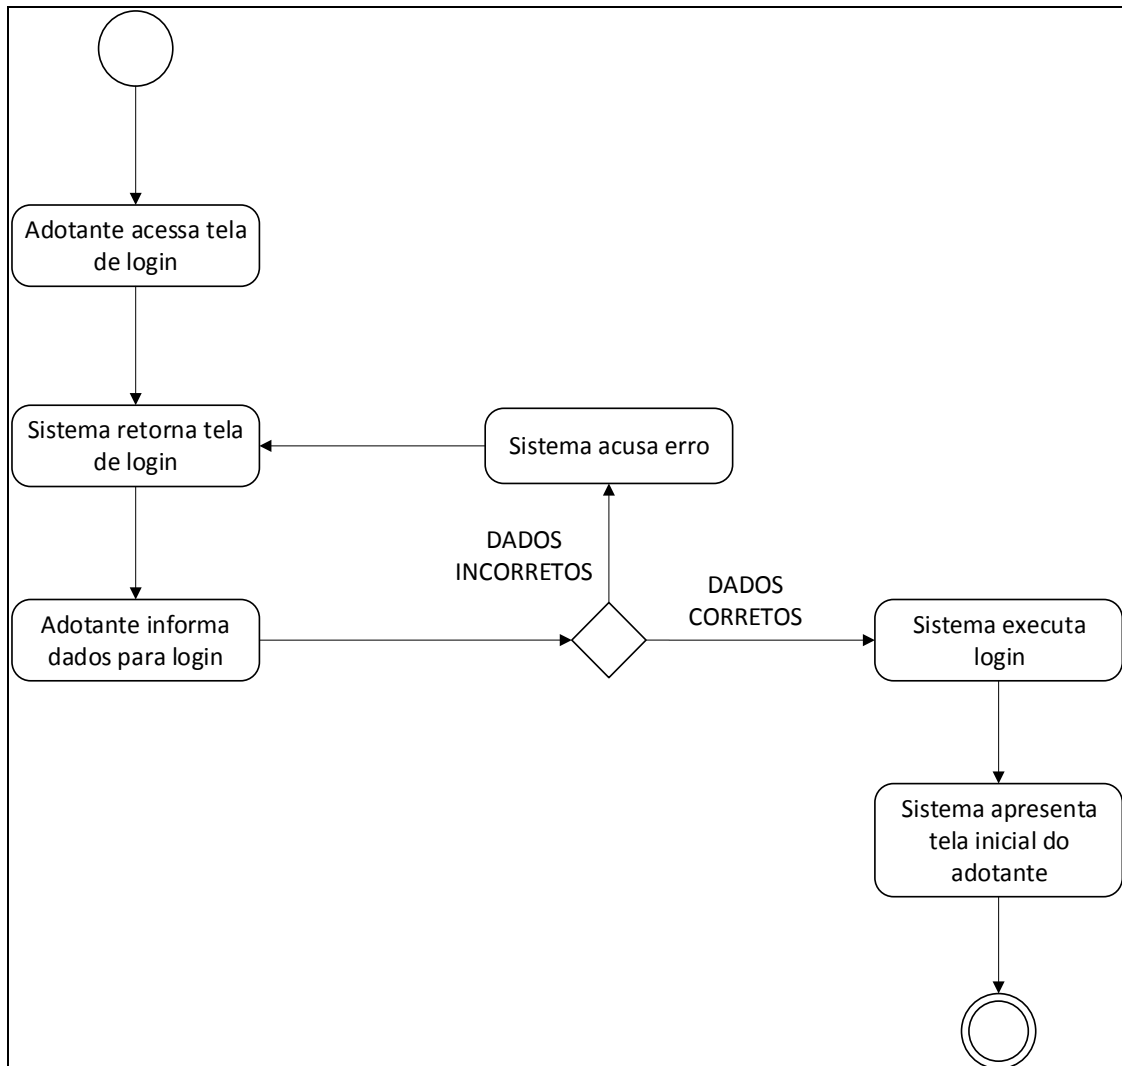 Adotante acessa tela
de login
Sistema retorna tela
de login
Sistema acusa erro
DADOS
INCORRETOS
DADOS
CORRETOS
Adotante informa
dados para login
Sistema executa
login
Sistema apresenta
tela inicial do
adotante